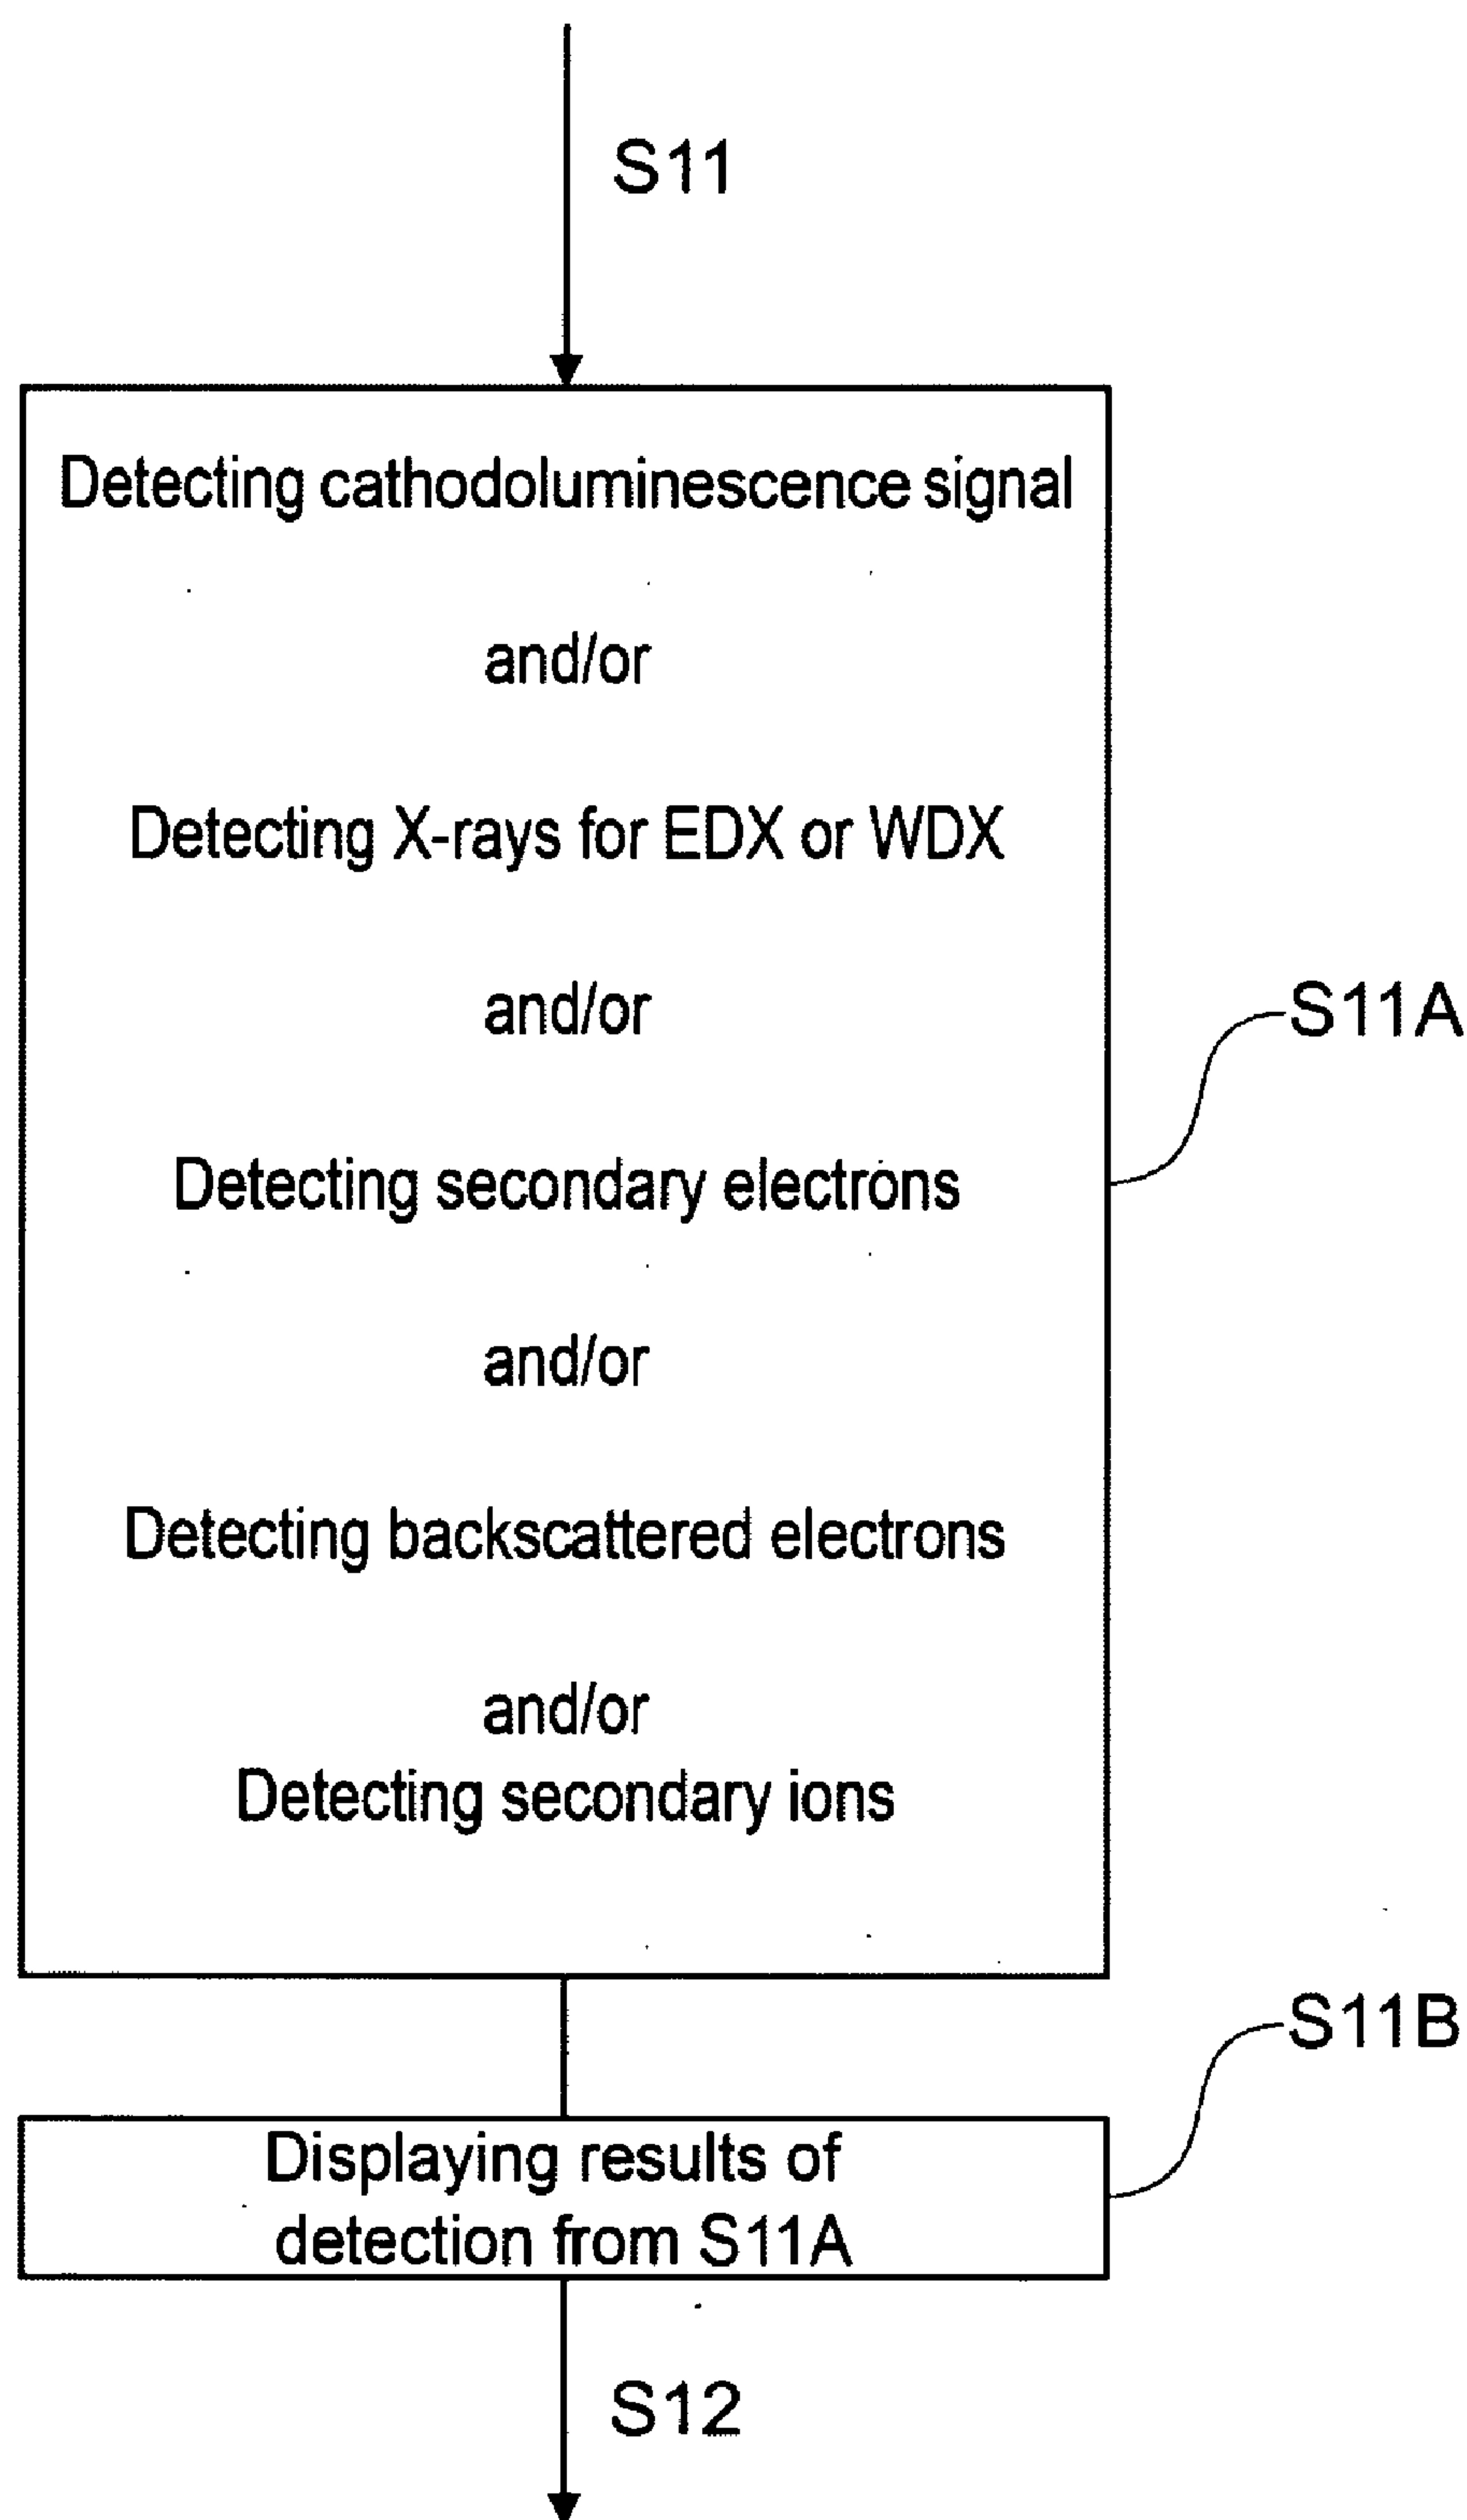 S11
Detecting cathodoluminescence signal
and/or
Detecting X-rays for EDX or WDX
and/or
S11A
Detecting secondary electrons
and/or
Detecting backscattered electrons
and/or
Detecting secondary ions
S11B
Displaying results of
detection from S11A
S12